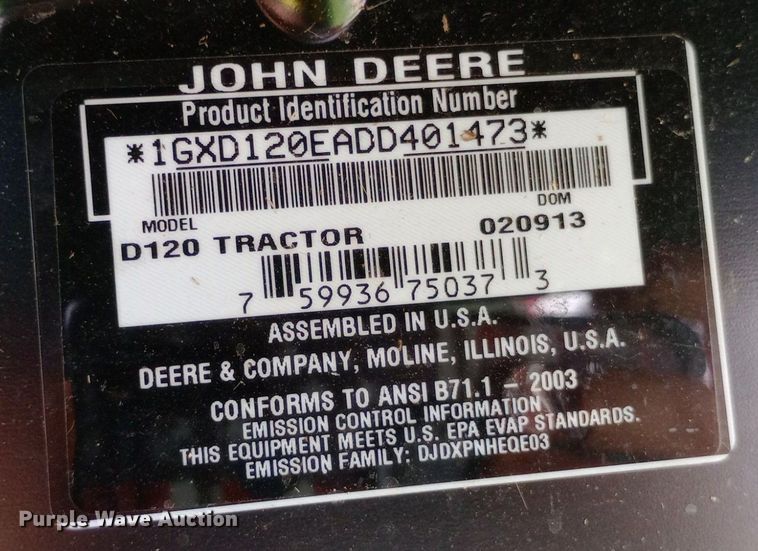 JOHN DEERE
Product Identification Number
*1GXD120EADD401473*
MODEL DOM
D120 TRACTOR 020913
7 59936 75037 3
ASSEMBLED IN U.S.A.
DEERE & COMPANY, MOLINE, ILLINOIS, U.S.A.
CONFORMS TO ANSI B71.1 - 2003
EMISSION CONTROL INFORMATION
THIS EQUIPMENT MEETS U.S. EPA EVAP STANDARDS.
EMISSION FAMILY: DJDXPNHEQE03
Purple Wave Auction